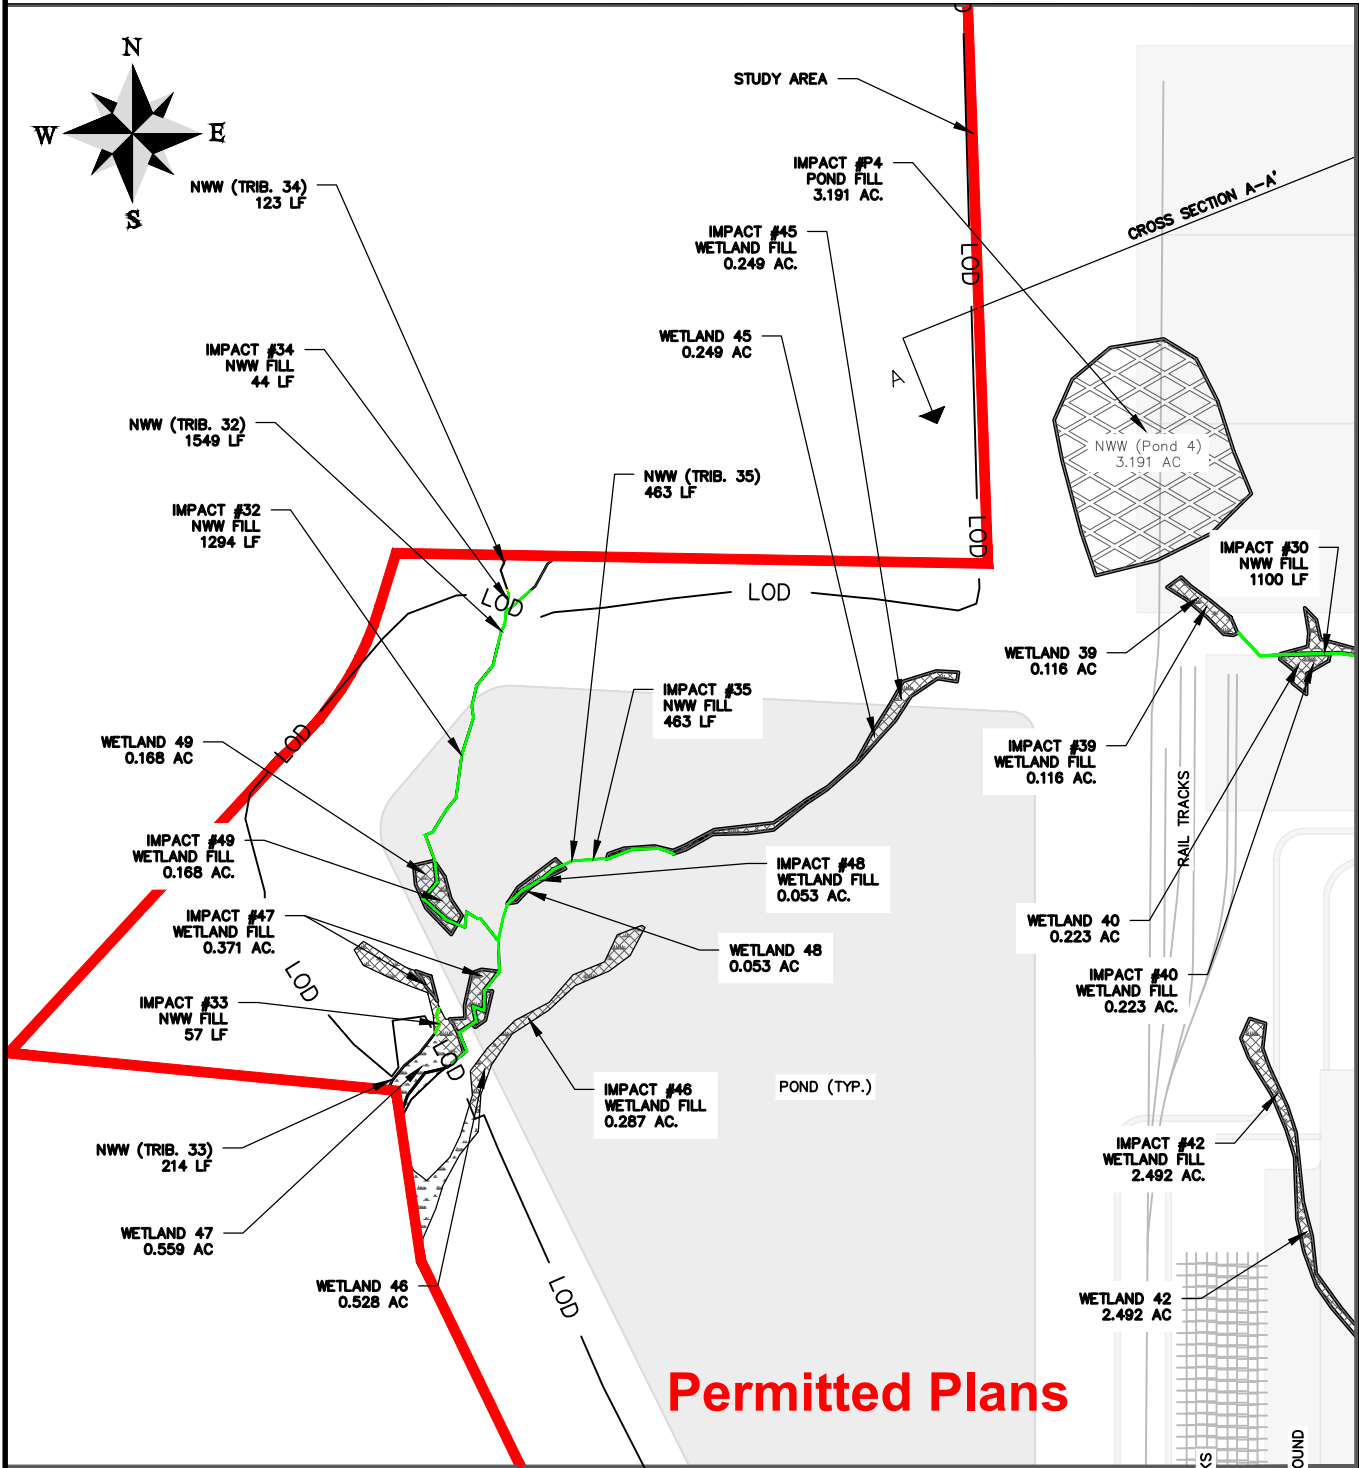 N
W
E
S
STUDY AREA
IMPACT #P4
POND FILL
3.191 AC.
CROSS SECTION A-A'
NWW (TRIB. 34)
123 LF
IMPACT #45
WETLAND FILL
0.249 AC.
LOD
WETLAND 45
0.249 AC
IMPACT #34
NWW FILL
44 LF
A
NWW (TRIB. 32)
1549 LF
NWW (Pond 4)
3.191 AC
NWW (TRIB. 35)
463 LF
IMPACT #32
NWW FILL
1294 LF
LOD
IMPACT #30
NWW FILL
1100 LF
LOD
LOD
WETLAND 39
0.116 AC
IMPACT #35
NWW FILL
463 LF
LOD
WETLAND 49
0.168 AC
IMPACT #39
WETLAND FILL
0.116 AC.
RAIL TRACKS
IMPACT #49
WETLAND FILL
0.168 AC.
IMPACT #48
WETLAND FILL
0.053 AC.
IMPACT #47
WETLAND FILL
0.371 AC.
WETLAND 40
0.223 AC
WETLAND 48
0.053 AC
LOD
IMPACT #40
WETLAND FILL
0.223 AC.
IMPACT #33
NWW FILL
57 LF
LOD
IMPACT #46
WETLAND FILL
0.287 AC.
POND (TYP.)
NWW (TRIB. 33)
214 LF
IMPACT #42
WETLAND FILL
2.492 AC.
WETLAND 47
0.559 AC
WETLAND 46
0.528 AC
LOD
WETLAND 42
2.492 AC
Permitted Plans
KS
OUND